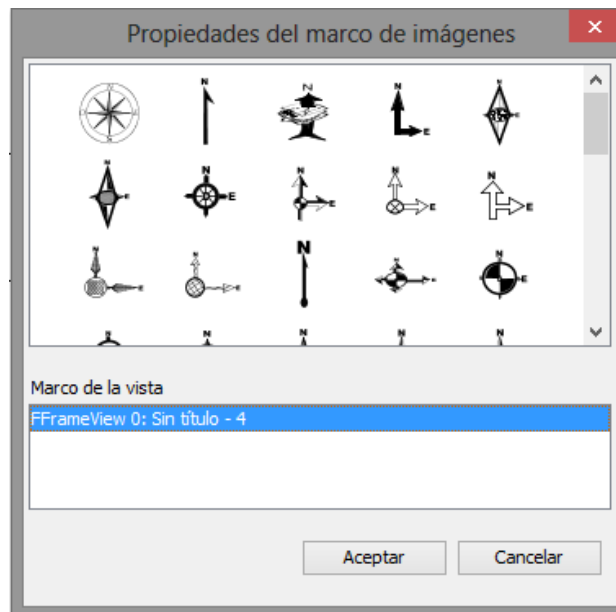 Propiedades del marco de imágenes
N
N
N E
N
N
N E
N E
N E
N E
N E
N E
N
N
N
N
N
N
N
N
Marco de la vista
FFrameView 0: Sin título - 4
Aceptar
Cancelar